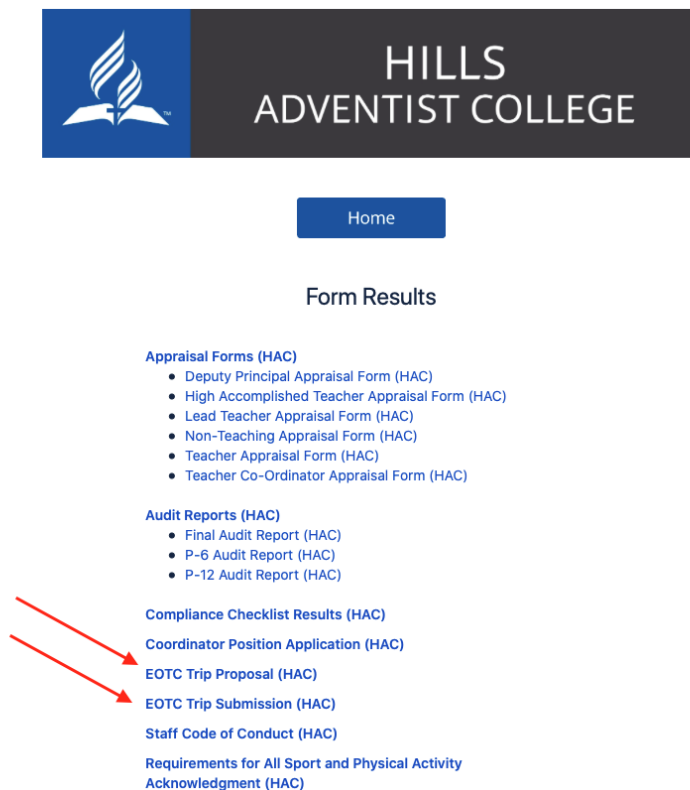 HILLS
ADVENTIST COLLEGE
TM
Home
Form Results
Appraisal Forms (HAC)
Deputy Principal Appraisal Form (HAC)
High Accomplished Teacher Appraisal Form (HAC)
Lead Teacher Appraisal Form (HAC)
Non-Teaching Appraisal Form (HAC)
Teacher Appraisal Form (HAC)
Teacher Co-Ordinator Appraisal Form (HAC)
Audit Reports (HAC)
Final Audit Report (HAC)
P-6 Audit Report (HAC)
P-12 Audit Report (HAC)
Compliance Checklist Results (HAC)
Coordinator Position Application (HAC)
EOTC Trip Proposal (HAC)
EOTC Trip Submission (HAC)
Staff Code of Conduct (HAC)
Requirements for All Sport and Physical Activity
Acknowledgment (HAC)